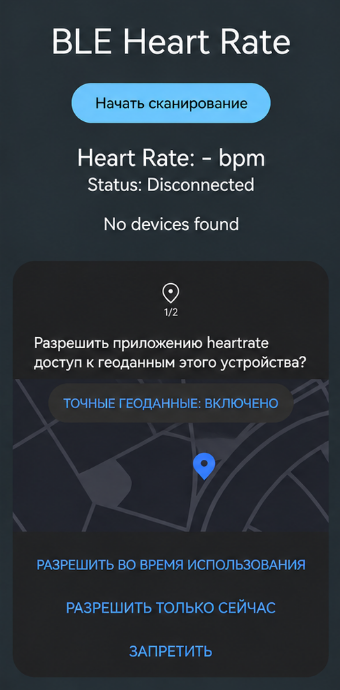 BLE Heart Rate
Начать сканирование
Heart Rate: - bpm
Status: Disconnected
No devices found
1/2
Разрешить приложению heartrate
доступ к геоданным этого устройства?
ТОЧНЫЕ ГЕОДАННЫЕ: ВКЛЮЧЕНО
РАЗРЕШИТЬ ВО ВРЕМЯ ИСПОЛЬЗОВАНИЯ
РАЗРЕШИТЬ ТОЛЬКО СЕЙЧАС
ЗАПРЕТИТЬ